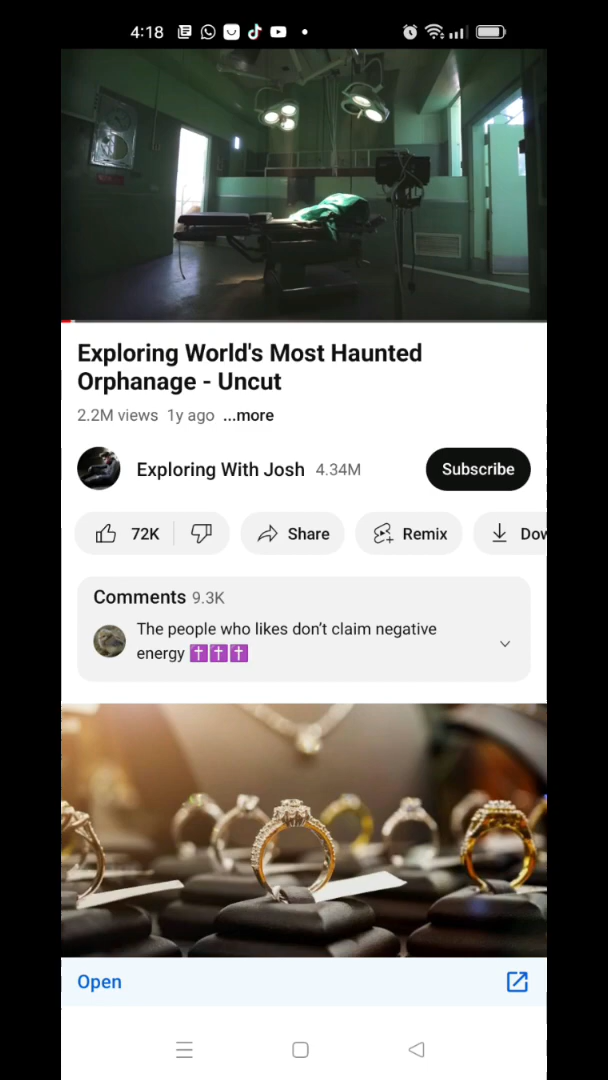 4:18
Exploring World's Most Haunted
Orphanage - Uncut
2.2M views 1y ago ...more
Exploring With Josh 4.34M Subscribe
72K Share Remix Dow
Comments 9.3K
The people who likes don't claim negative
energy ✝️✝️✝️
Open